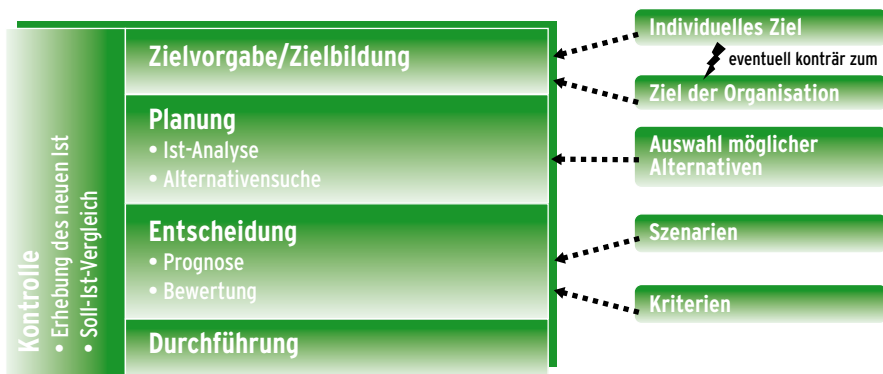 Kontrolle
• Erhebung des neuen Ist
• Soll-Ist-Vergleich
Zielvorgabe/Zielbildung
Planung
• Ist-Analyse
• Alternativensuche
Entscheidung
• Prognose
• Bewertung
Durchführung
Individuelles Ziel
eventuell konträr zum
Ziel der Organisation
Auswahl möglicher
Alternativen
Szenarien
Kriterien